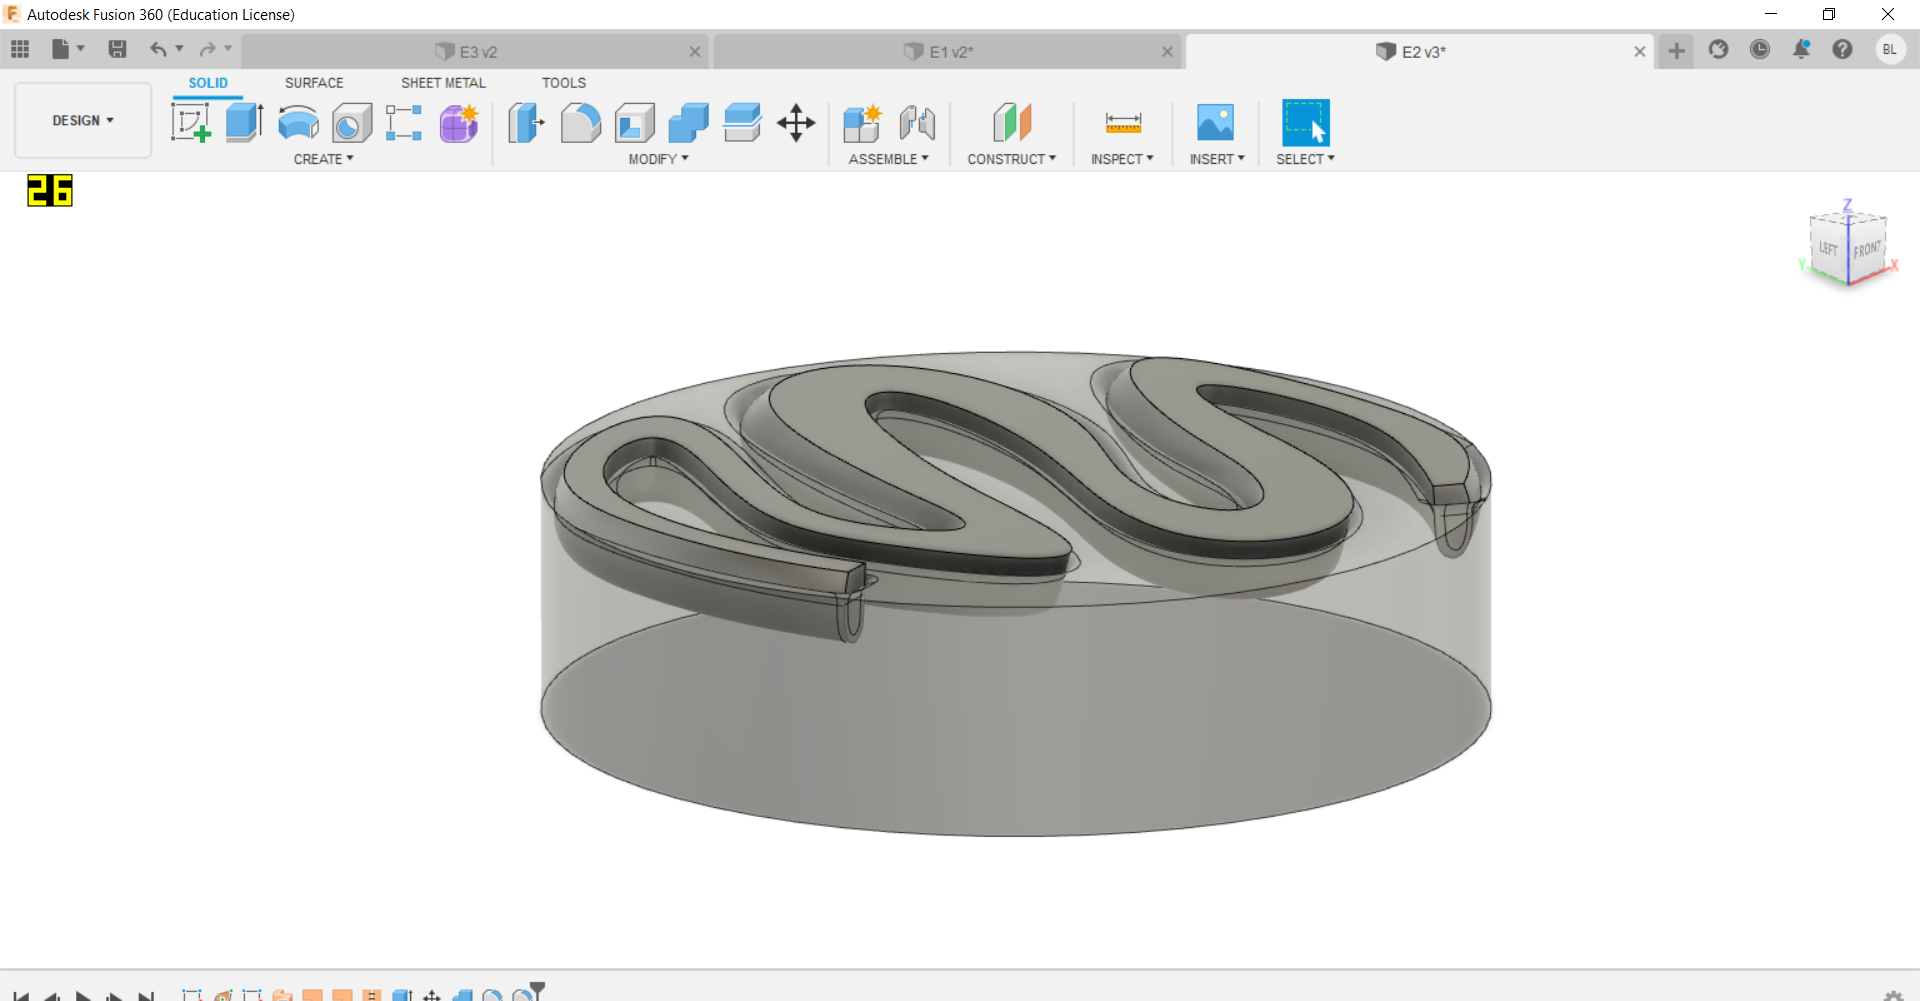 Autodesk Fusion 360 (Education License)
E3 v2
E1 v2*
E2 v3*
BL
SOLID
SURFACE
SHEET METAL
TOOLS
DESIGN
CREATE
MODIFY
ASSEMBLE
CONSTRUCT
INSPECT
INSERT
SELECT
26
Z
LEFT
FRONT
Y
X